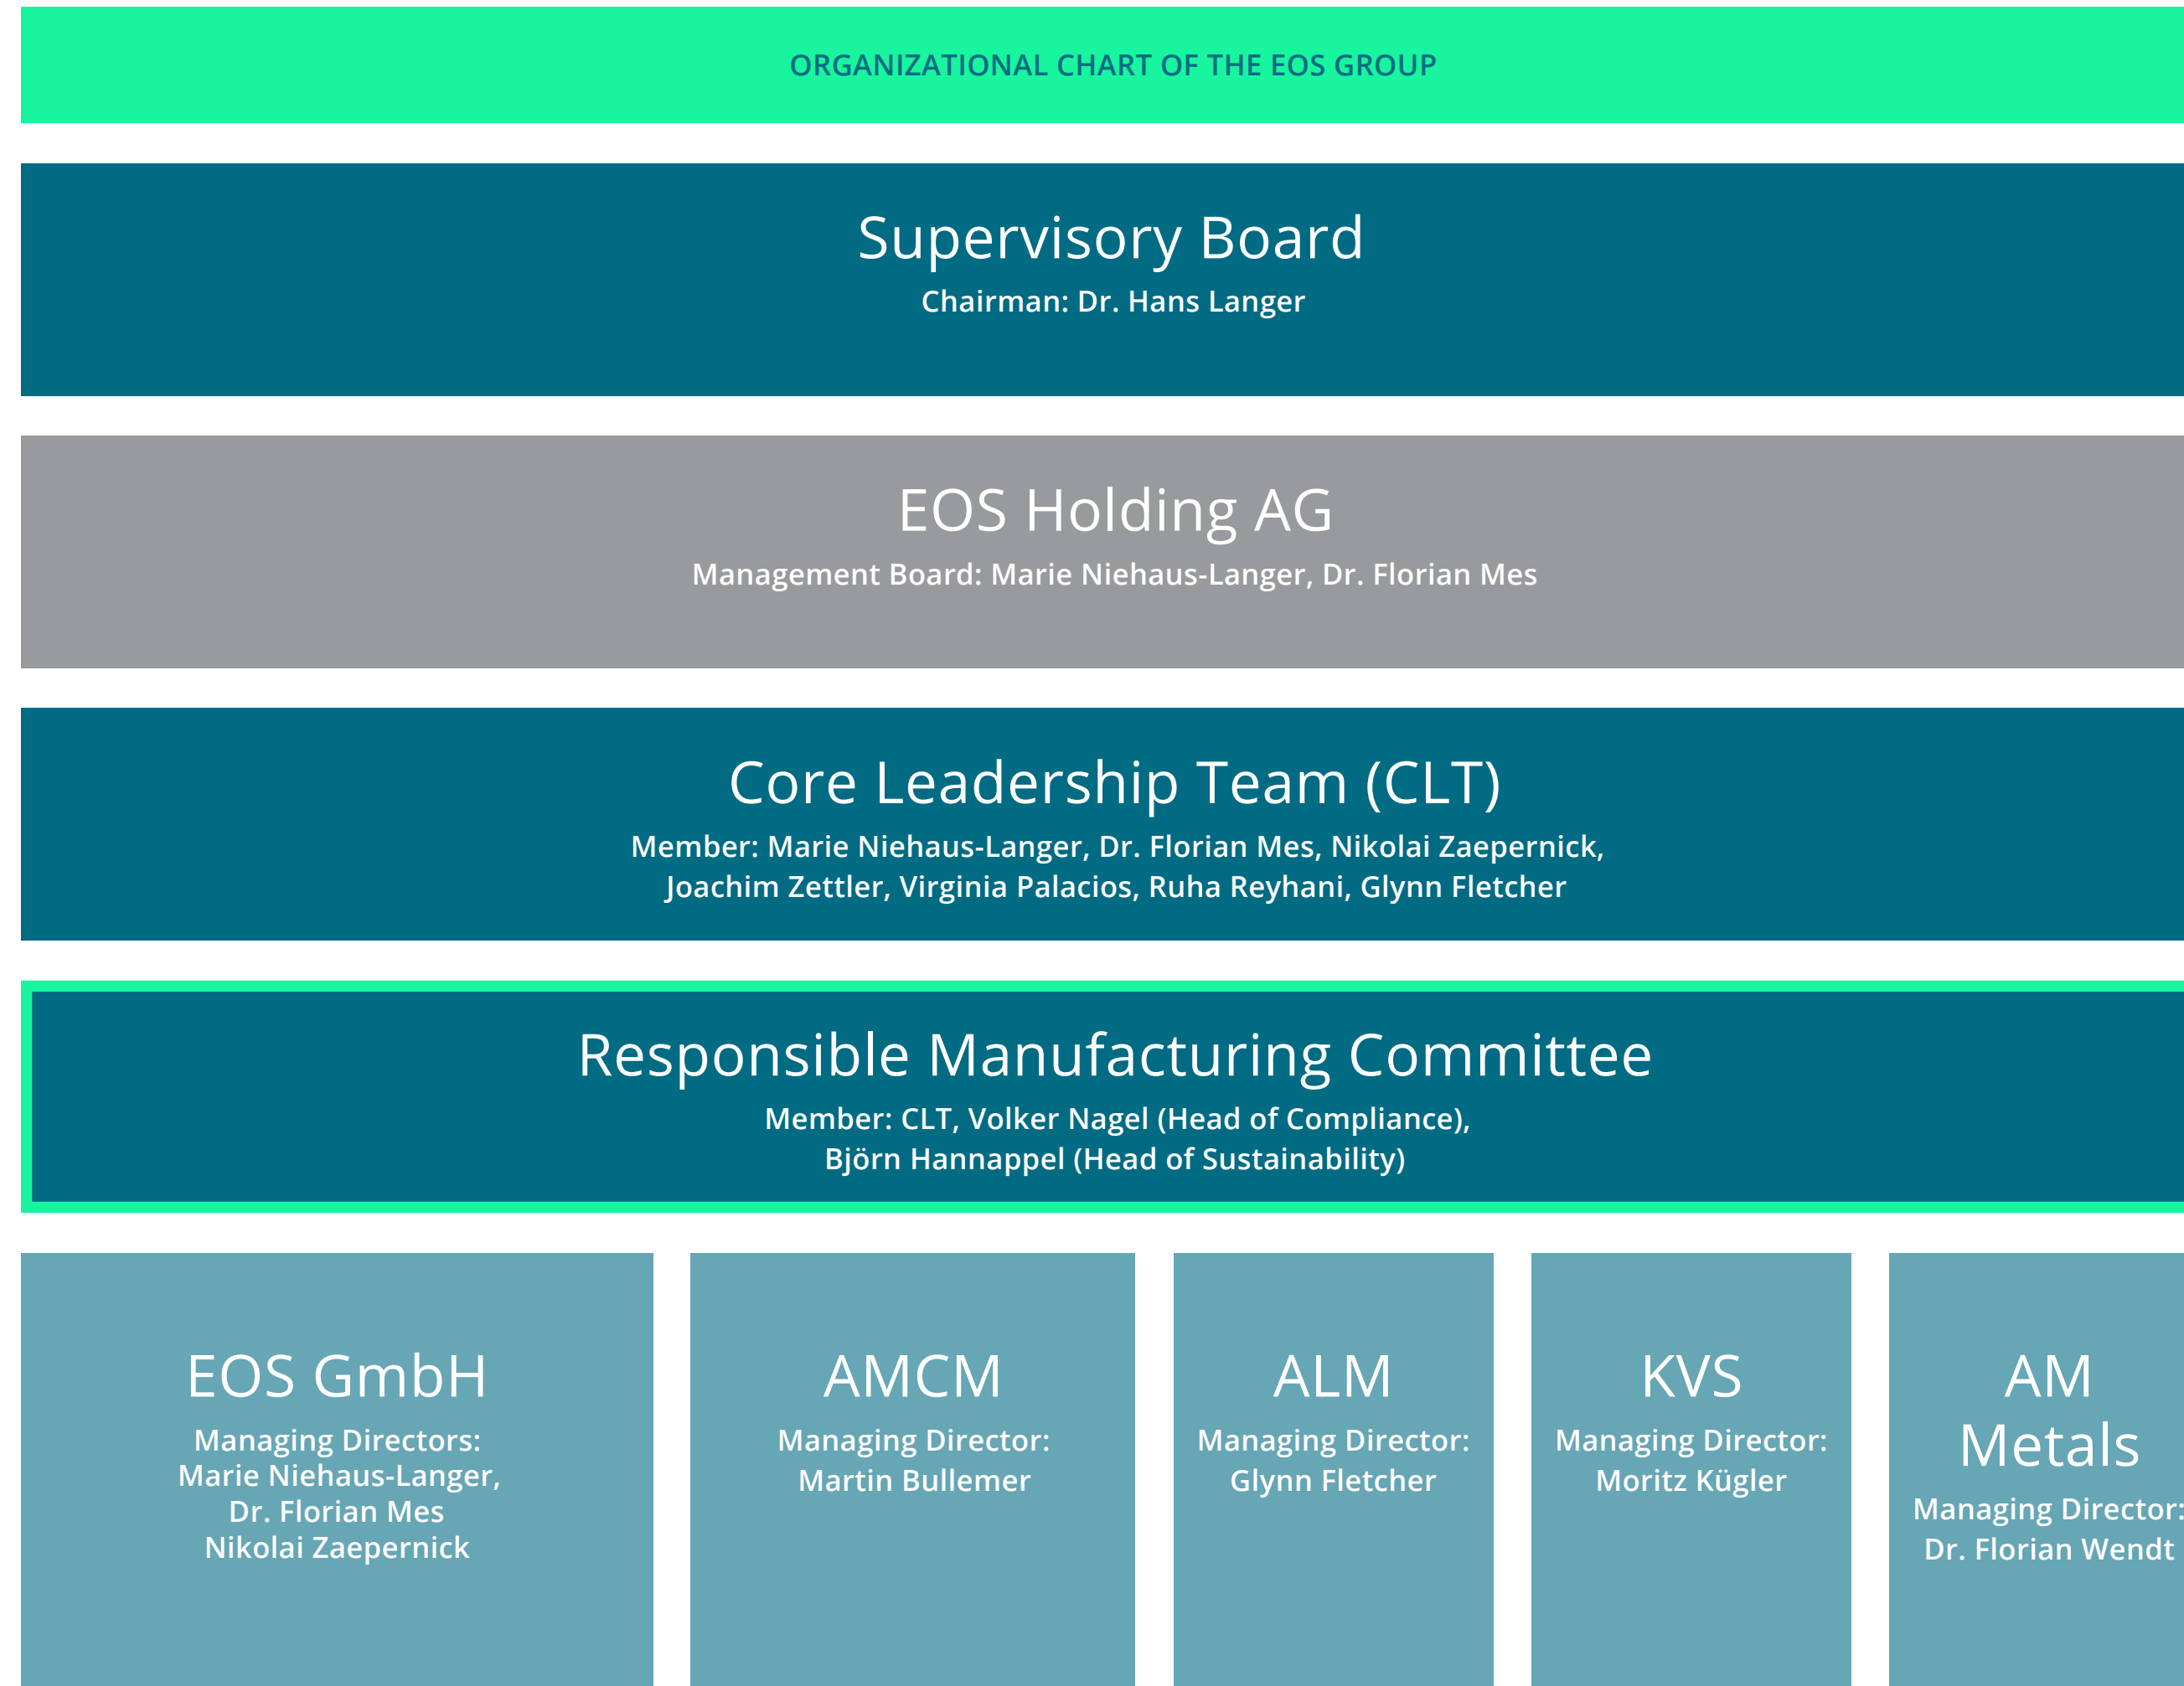 ORGANIZATIONAL CHART OF THE EOS GROUP
Supervisory Board
Chairman: Dr. Hans Langer
EOS Holding AG
Management Board: Marie Niehaus-Langer, Dr. Florian Mes
Core Leadership Team (CLT)
Member: Marie Niehaus-Langer, Dr. Florian Mes, Nikolai Zaepernick,
Joachim Zettler, Virginia Palacios, Ruha Reyhani, Glynn Fletcher
Responsible Manufacturing Committee
Member: CLT, Volker Nagel (Head of Compliance),
Björn Hannappel (Head of Sustainability)
EOS GmbH
Managing Directors:
Marie Niehaus-Langer,
Dr. Florian Mes
Nikolai Zaepernick
AMCM
Managing Director:
Martin Bullemer
ALM
Managing Director:
Glynn Fletcher
KVS
Managing Director:
Moritz Kügler
AM
Metals
Managing Director:
Dr. Florian Wendt